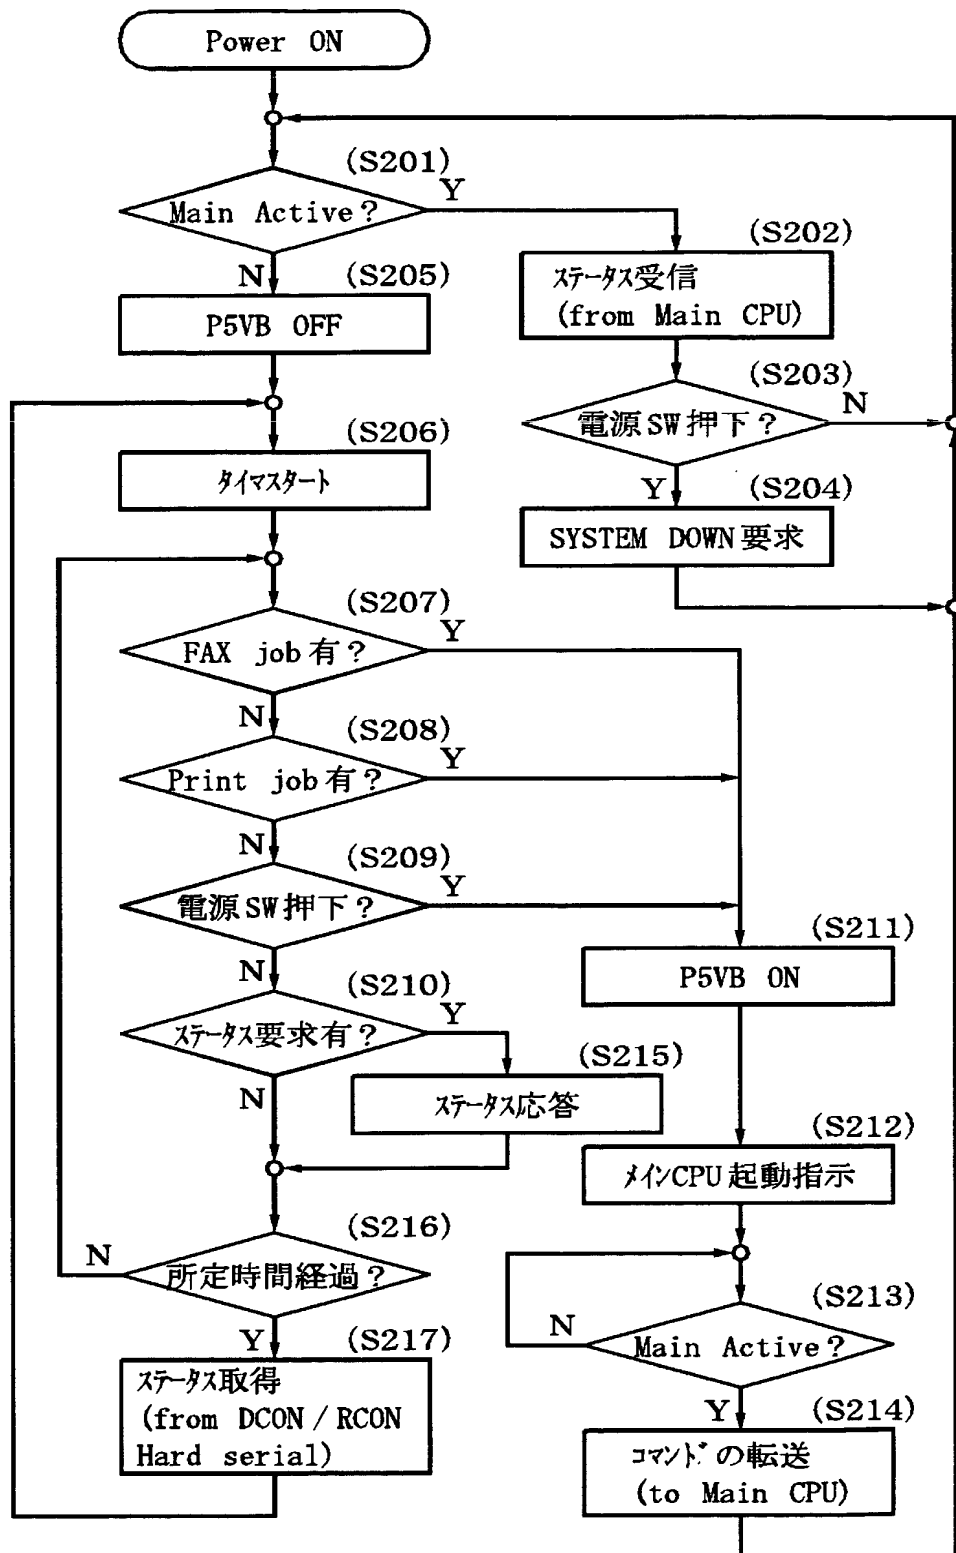 Power ON
(S201)
Main Active?
Y
N
(S202)
ステータス受信
(from Main CPU)
(S205)
P5VB OFF
(S203)
電源SW押下?
N
Y
(S206)
タイマスタート
(S204)
SYSTEM DOWN要求
(S207)
FAX job有?
Y
N
(S208)
Print job有?
Y
N
(S209)
電源SW押下?
Y
N
(S211)
P5VB ON
(S210)
ステータス要求有?
Y
N
(S215)
ステータス応答
(S212)
メインCPU起動指示
(S216)
所定時間経過?
N
Y
(S213)
Main Active?
N
Y
(S217)
ステータス取得
(from DCON/RCON
Hard serial)
(S214)
コマンドの転送
(to Main CPU)